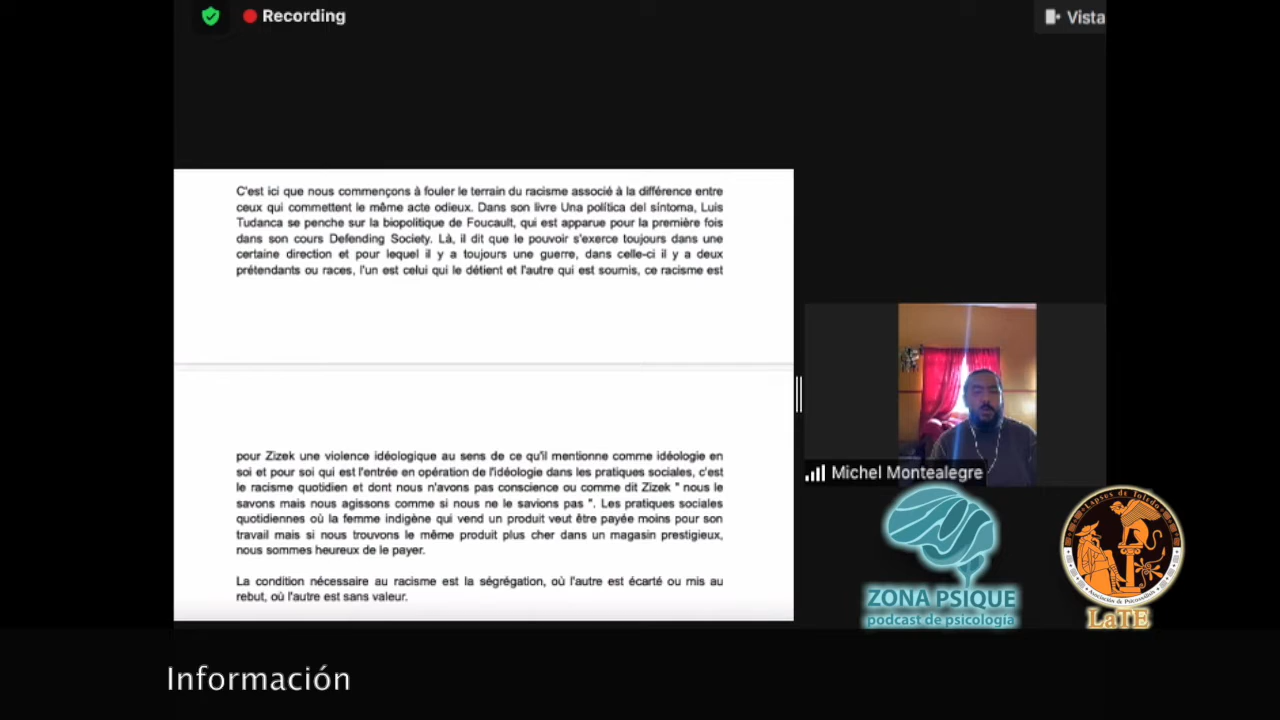 Recording
Vista
C'est ici que nous commençons à fouler le terrain du racisme associé à la différence entre
ceux qui commettent le même acte odieux. Dans son livre Una política del síntoma, Luis
Tudanca se penche sur la biopolitique de Foucault, qui est apparue pour la première fois
dans son cours Defending Society. Là, il dit que le pouvoir s'exerce toujours dans une
certaine direction et pour lequel il y a toujours une guerre, dans celle-ci il y a deux
prétendants ou races, l'un est celui qui le détient et l'autre qui est soumis, ce racisme est
pour Zizek une violence idéologique au sens de ce qu'il mentionne comme idéologie en
soi et pour soi qui est l'entrée en opération de l'idéologie dans les pratiques sociales, c'est
le racisme quotidien et dont nous n'avons pas conscience ou comme dit Zizek " nous le
savons mais nous agissons comme si nous ne le savions pas ". Les pratiques sociales
quotidiennes où la femme indigène qui vend un produit veut être payée moins pour son
travail mais si nous trouvons le même produit plus cher dans un magasin prestigieux,
nous sommes heureux de le payer.
La condition nécessaire au racisme est la ségrégation, où l'autre est écarté ou mis au
rebut, où l'autre est sans valeur.
Michel Montealegre
ZONA PSIQUE
podcast de psicología
Lapsus de Toledo
Asociación de Psicoanálisis
LaTE
Información